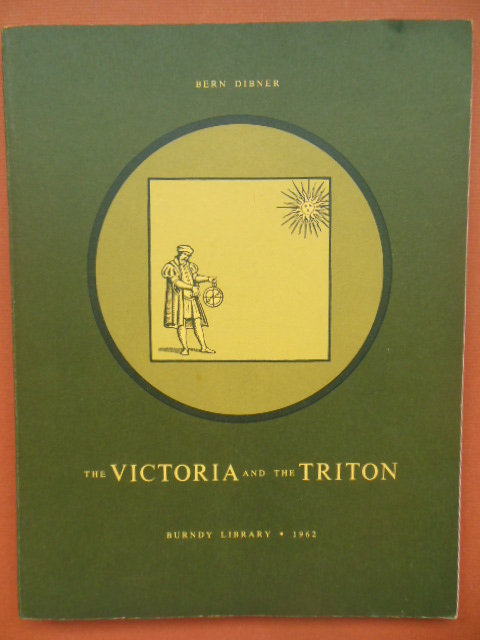 BERN DIBNER
THE VICTORIA AND THE TRITON
BURNDY LIBRARY • 1962